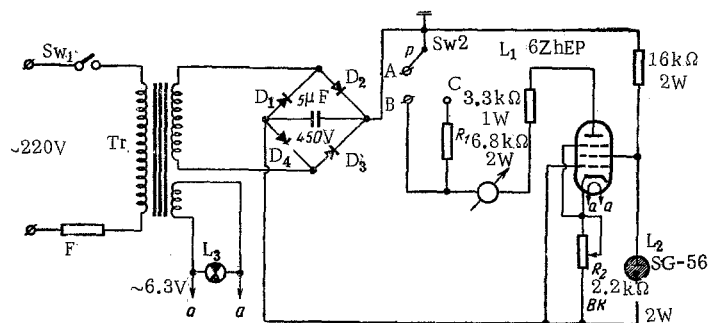 Sw₁
~220V
F
Tr.
D₁
D₂
5μF
450V
D₄
D₃
L₃
~6.3V
a
a
p
Sw2
A
B
C
R₁
6.8kΩ
2W
L₁ 6ZhEP
3.3kΩ
1W
16kΩ
2W
a a
L₂
SG-56
R₂
2.2kΩ
BK
2W